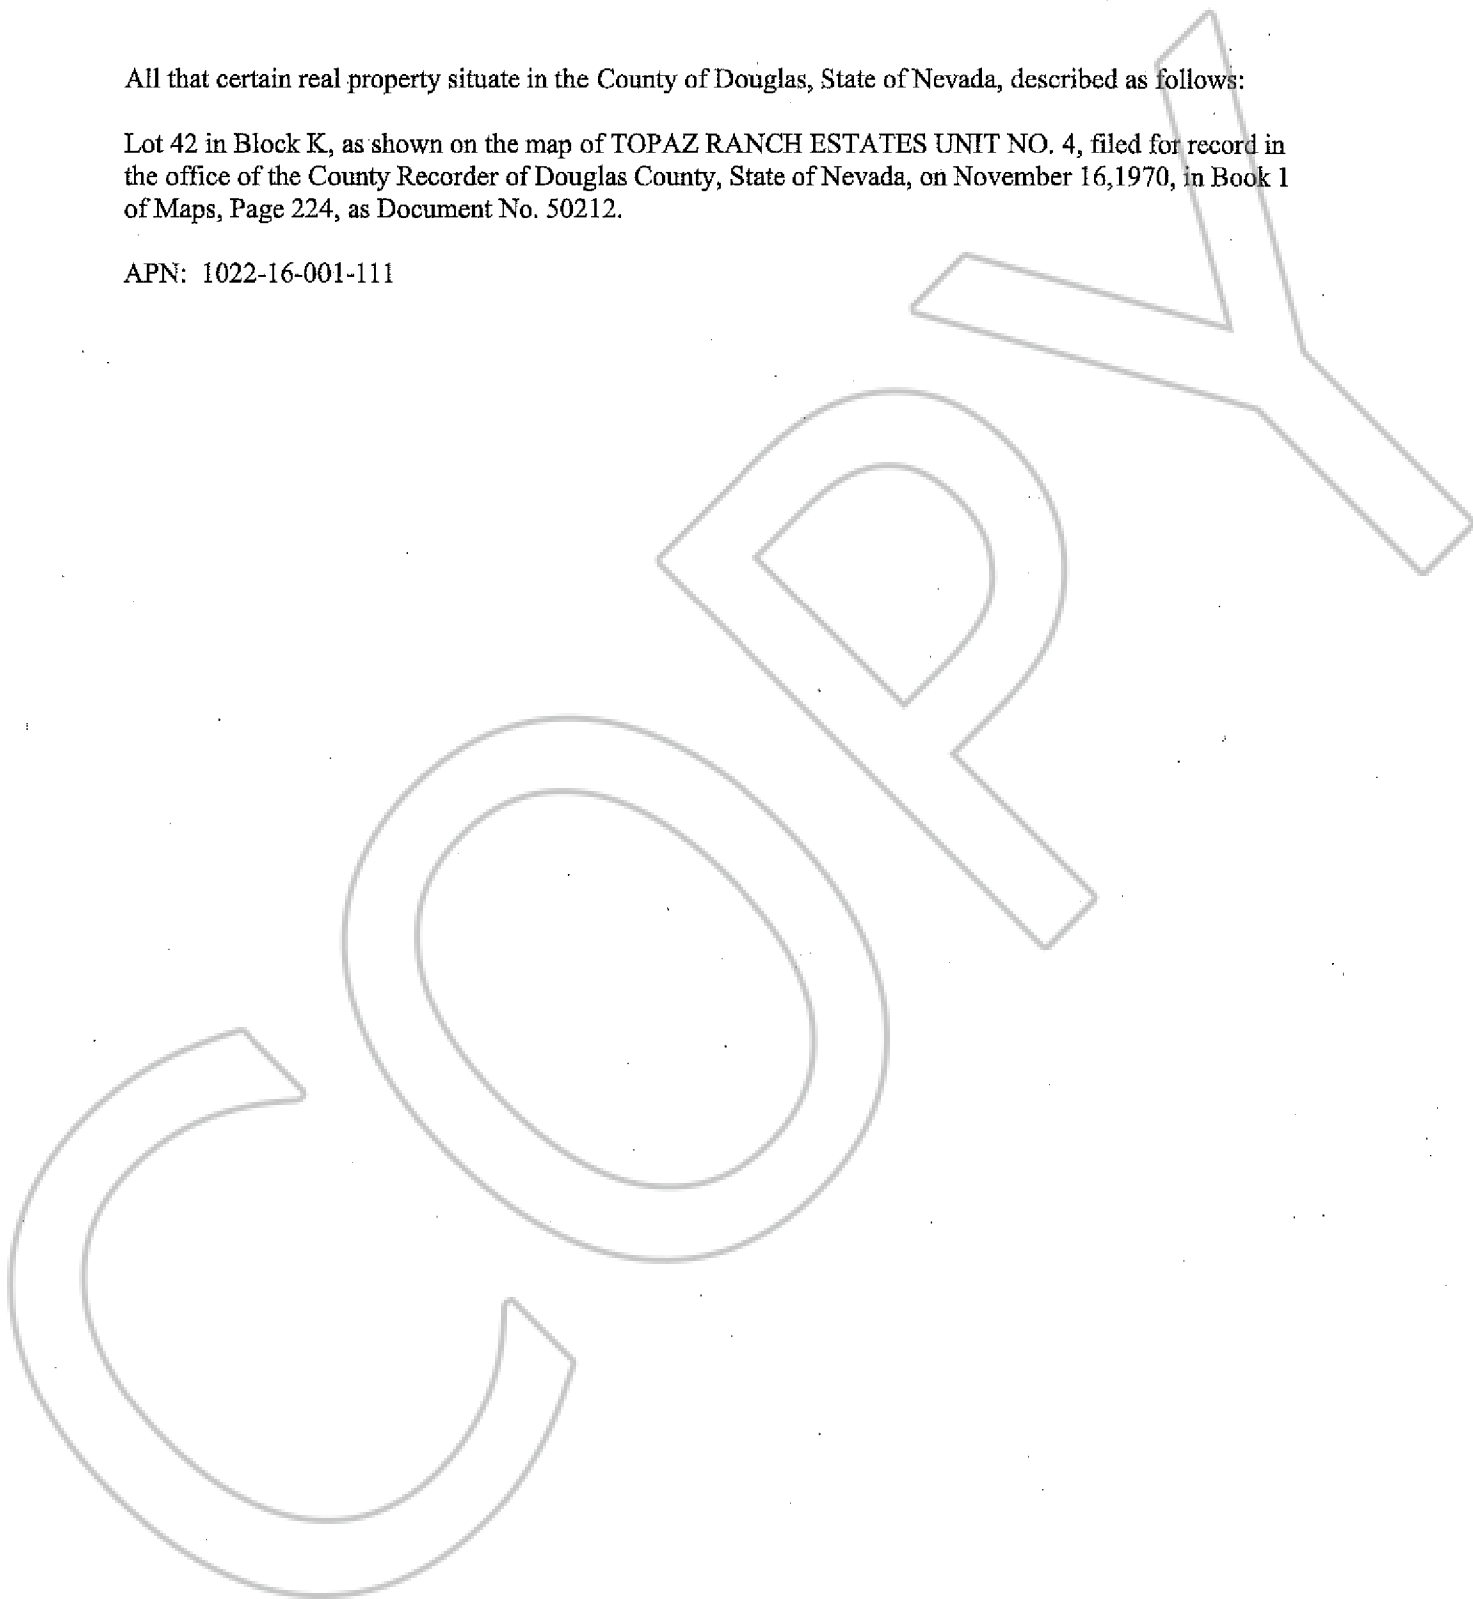 All that certain real property situate in the County of Douglas, State of Nevada, described as follows:
Lot 42 in Block K, as shown on the map of TOPAZ RANCH ESTATES UNIT NO. 4, filed for record in
the office of the County Recorder of Douglas County, State of Nevada, on November 16,1970, in Book 1
of Maps, Page 224, as Document No. 50212.
APN: 1022-16-001-111
COPY